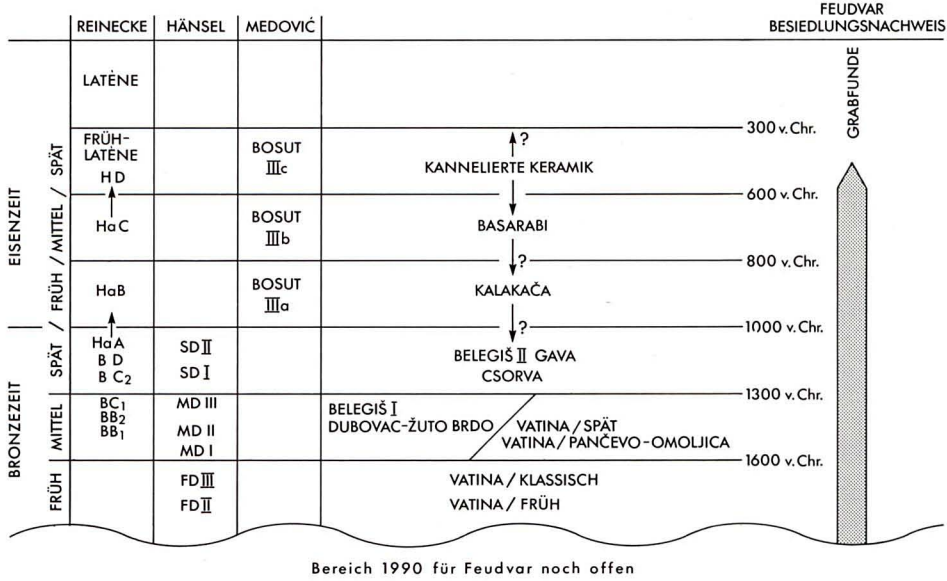 FEUDVAR
REINECKE HÄNSEL MEDOVIĆ BESIEDLUNGSNACHWEIS
EISENZEIT
FRÜH / MITTEL / SPÄT
LATÈNE
GRABFUNDE
300 v. Chr.
FRÜH-
LATÈNE
H D
BOSUT
IIIc
?
KANNELIERTE KERAMIK
600 v. Chr.
HaC
BOSUT
IIIb
BASARABI
800 v. Chr.
?
HaB
BOSUT
IIIa
KALAKAČA
1000 v. Chr.
?
BRONZEZEIT
FRÜH / MITTEL / SPÄT /
HaA
B D
B C2
SD II
SD I
BELEGIŠ II GAVA
CSORVA
1300 v. Chr.
BC1
BB2
BB1
MD III
MD II
MD I
BELEGIŠ I
DUBOVAC-ŽUTO BRDO
VATINA / SPÄT
VATINA / PANČEVO-OMOLJICA
1600 v. Chr.
FD III
FD II
VATINA / KLASSISCH
VATINA / FRÜH
Bereich 1990 für Feudvar noch offen